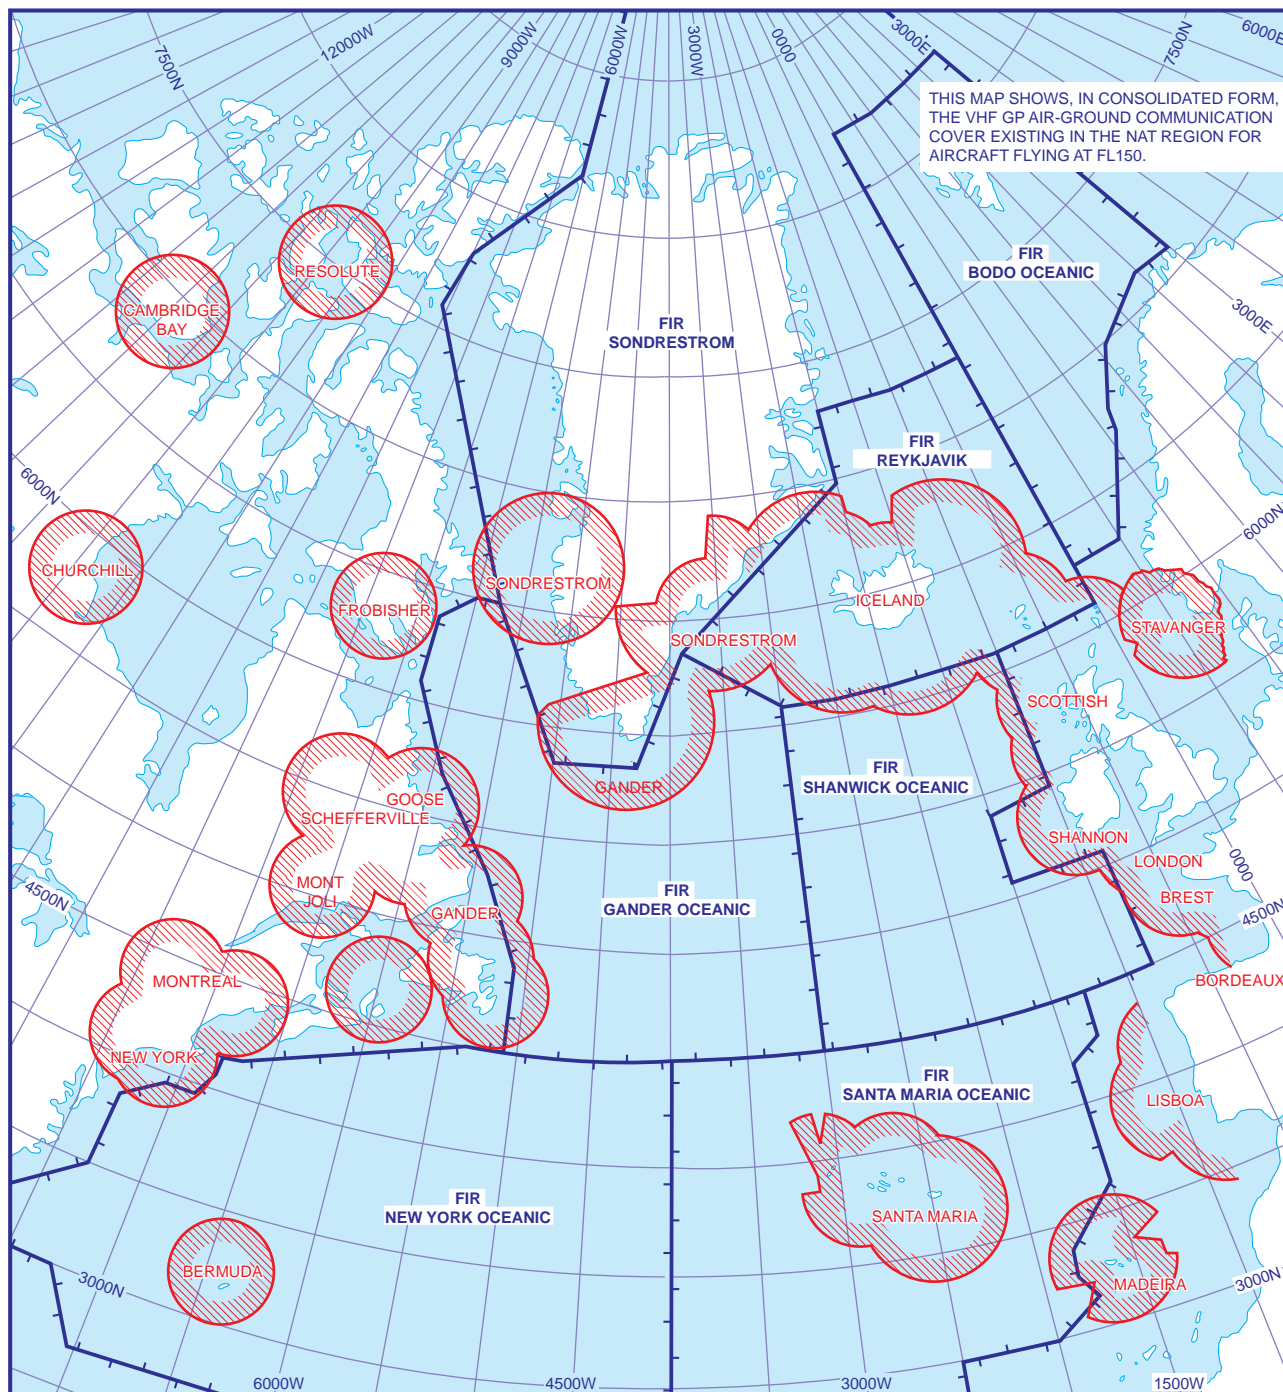 7500N
12000W
9000W
6000W
3000W
0000
3000E
7500N
6000E
THIS MAP SHOWS, IN CONSOLIDATED FORM,
THE VHF GP AIR-GROUND COMMUNICATION
COVER EXISTING IN THE NAT REGION FOR
AIRCRAFT FLYING AT FL150.
RESOLUTE
CAMBRIDGE
BAY
FIR
BODO OCEANIC
3000E
FIR
SONDRESTROM
FIR
REYKJAVIK
6000N
6000N
CHURCHILL
FROBISHER
SONDRESTROM
ICELAND
STAVANGER
SONDRESTROM
SCOTTISH
GANDER
FIR
SHANWICK OCEANIC
GOOSE
SCHEFFERVILLE
SHANNON
LONDON
0000
BREST
4500N
MONT
JOLI
GANDER
FIR
GANDER OCEANIC
4500N
MONTREAL
BORDEAUX
NEW YORK
FIR
SANTA MARIA OCEANIC
LISBOA
FIR
NEW YORK OCEANIC
SANTA MARIA
BERMUDA
3000N
MADEIRA
3000N
6000W
4500W
3000W
1500W